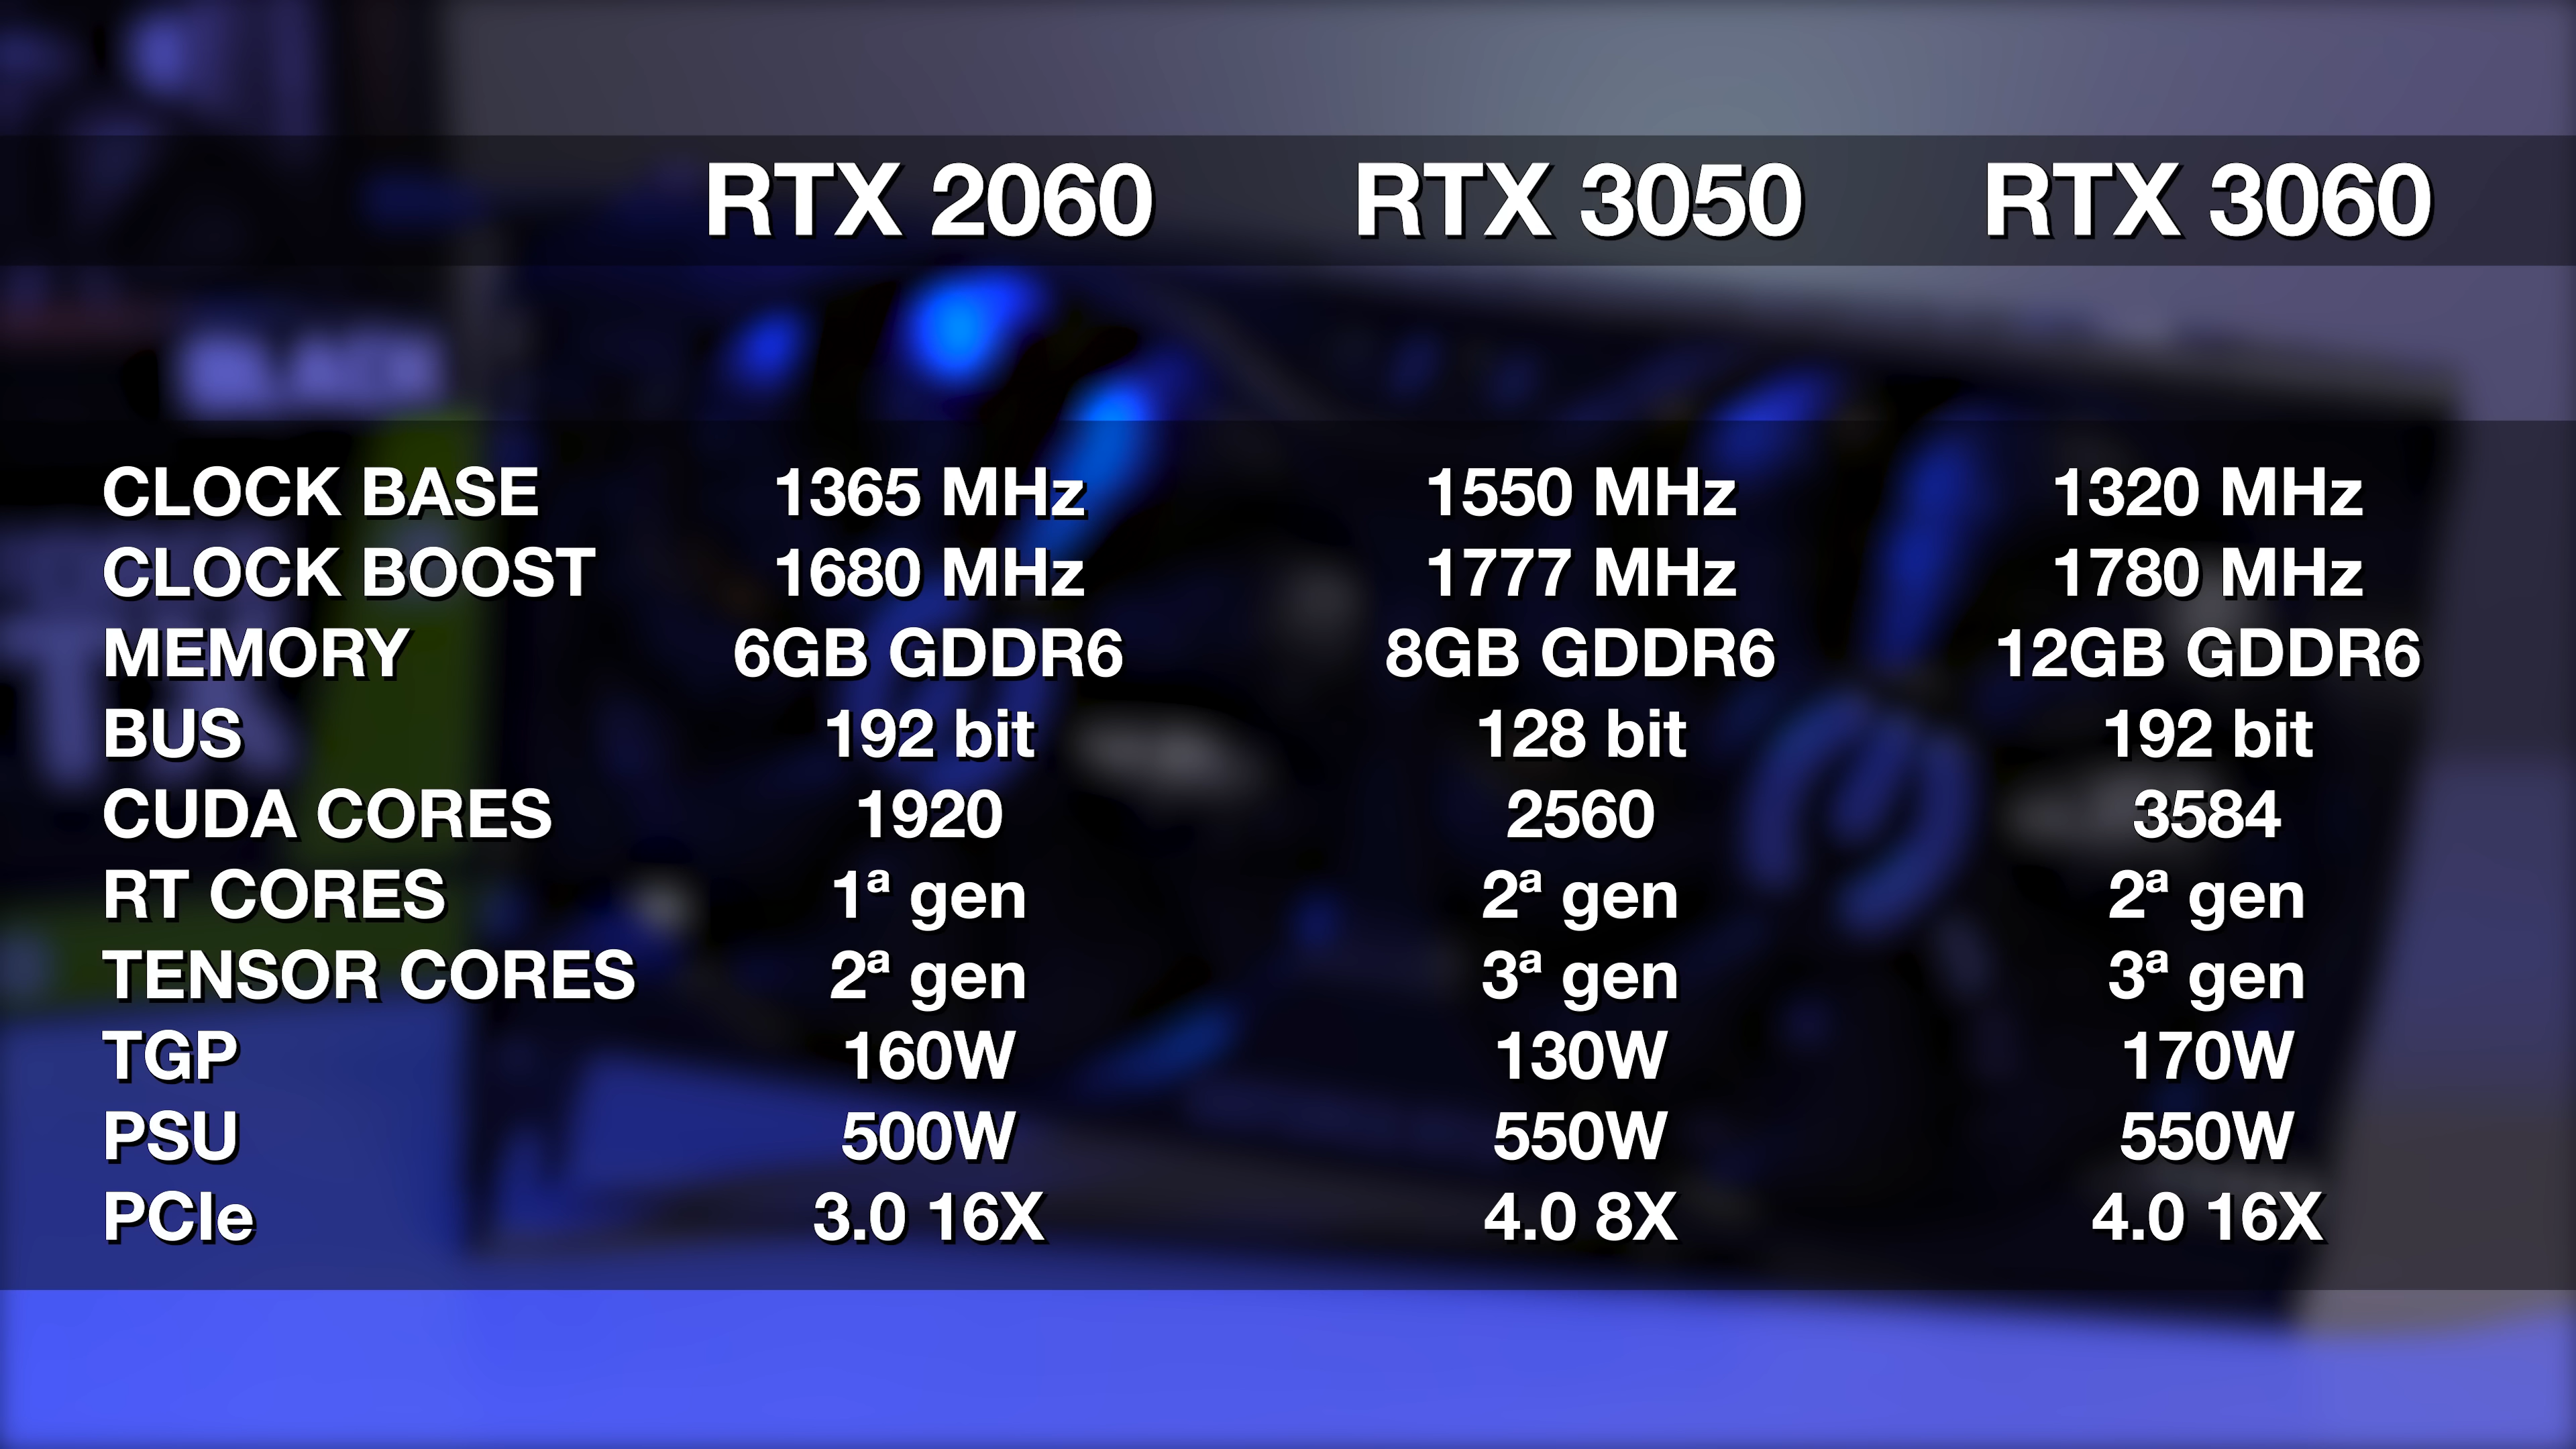 RTX 2060 RTX 3050 RTX 3060
BLACK
CLOCK BASE 1365 MHz 1550 MHz 1320 MHz
CLOCK BOOST 1680 MHz 1777 MHz 1780 MHz
MEMORY 6GB GDDR6 8GB GDDR6 12GB GDDR6
BUS 192 bit 128 bit 192 bit
CUDA CORES 1920 2560 3584
RT CORES 1ª gen 2ª gen 2ª gen
TENSOR CORES 2ª gen 3ª gen 3ª gen
TGP 160W 130W 170W
PSU 500W 550W 550W
PCIe 3.0 16X 4.0 8X 4.0 16X